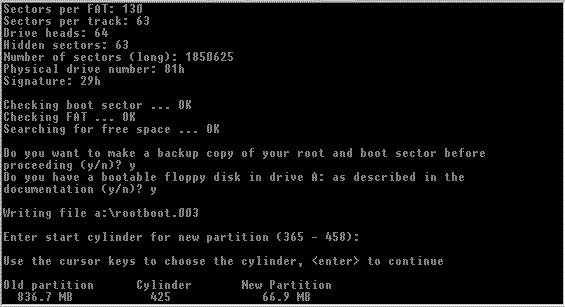 Sectors per FAT: 130
Sectors per track: 63
Drive heads: 64
Hidden sectors: 63
Number of sectors (long): 1850625
Physical drive number: 81h
Signature: 29h
Checking boot sector ... OK
Checking FAT ... OK
Searching for free space ... OK
Do you want to make a backup copy of your root and boot sector before
proceeding (y/n)? y
Do you have a bootable floppy disk in drive A: as described in the
documentation (y/n)? y
Writing file a:\rootboot.003
Enter start cylinder for new partition (365 - 458):
Use the cursor keys to choose the cylinder, <enter> to continue
Old partition Cylinder New Partition
836.7 MB 425 66.9 MB